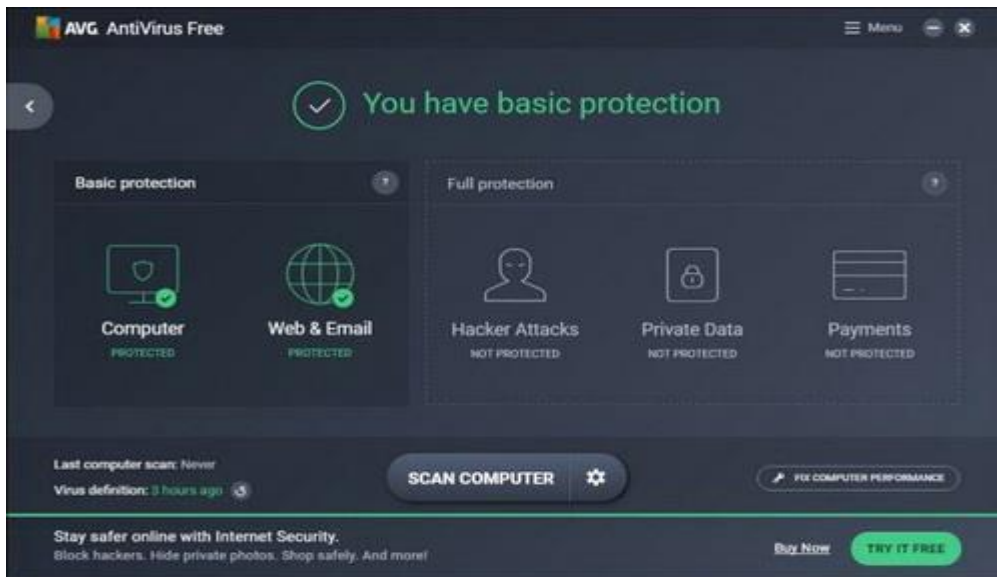 AVG AntiVirus Free
Menu
You have basic protection
Basic protection
?
Full protection
?
Computer
PROTECTED
Web & Email
PROTECTED
Hacker Attacks
NOT PROTECTED
Private Data
NOT PROTECTED
Payments
NOT PROTECTED
Last computer scan: Never
Virus definition: 3 hours ago
SCAN COMPUTER
FIX COMPUTER PERFORMANCE
Stay safer online with Internet Security.
Block hackers. Hide private photos. Shop safely. And more!
Buy Now
TRY IT FREE